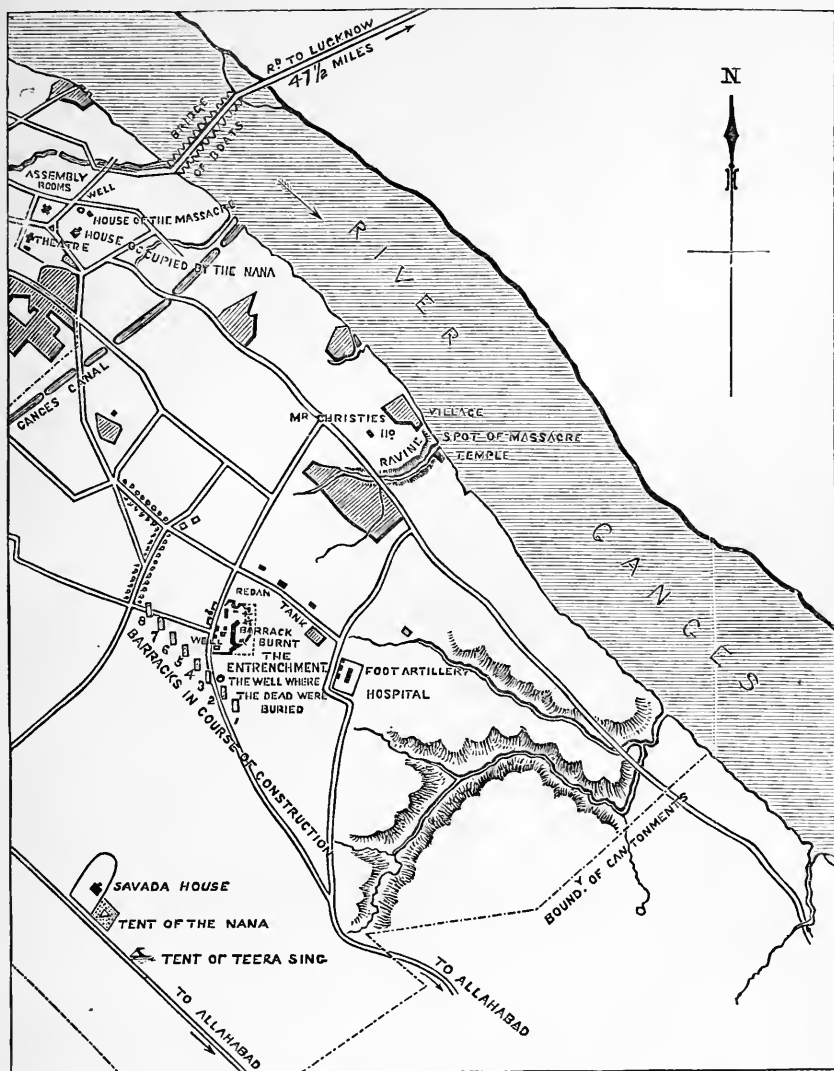 RD TO LUCKNOW
47½ MILES
N
BRIDGE
OF BOATS
ASSEMBLY
ROOMS
WELL
HOUSE OF THE MASSACRE
THEATRE
HOUSE OCCUPIED BY THE NANA
RIVER
GANGES
GANGES CANAL
MR CHRISTIES
HO
VILLAGE
SPOT OF MASSACRE
TEMPLE
RAVINE
REDAN
TANK
WE
BARRACK
BURNT
THE
ENTRENCHMENT
THE WELL WHERE
THE DEAD WERE
BURIED
8
7
6
5
4
3
2
1
BARRACKS IN COURSE OF CONSTRUCTION
FOOT ARTILLERY
HOSPITAL
BOUNDY. OF CANTONMENTS
SAVADA HOUSE
TENT OF THE NANA
TENT OF TEERA SING
TO ALLAHABAD
TO ALLAHABAD